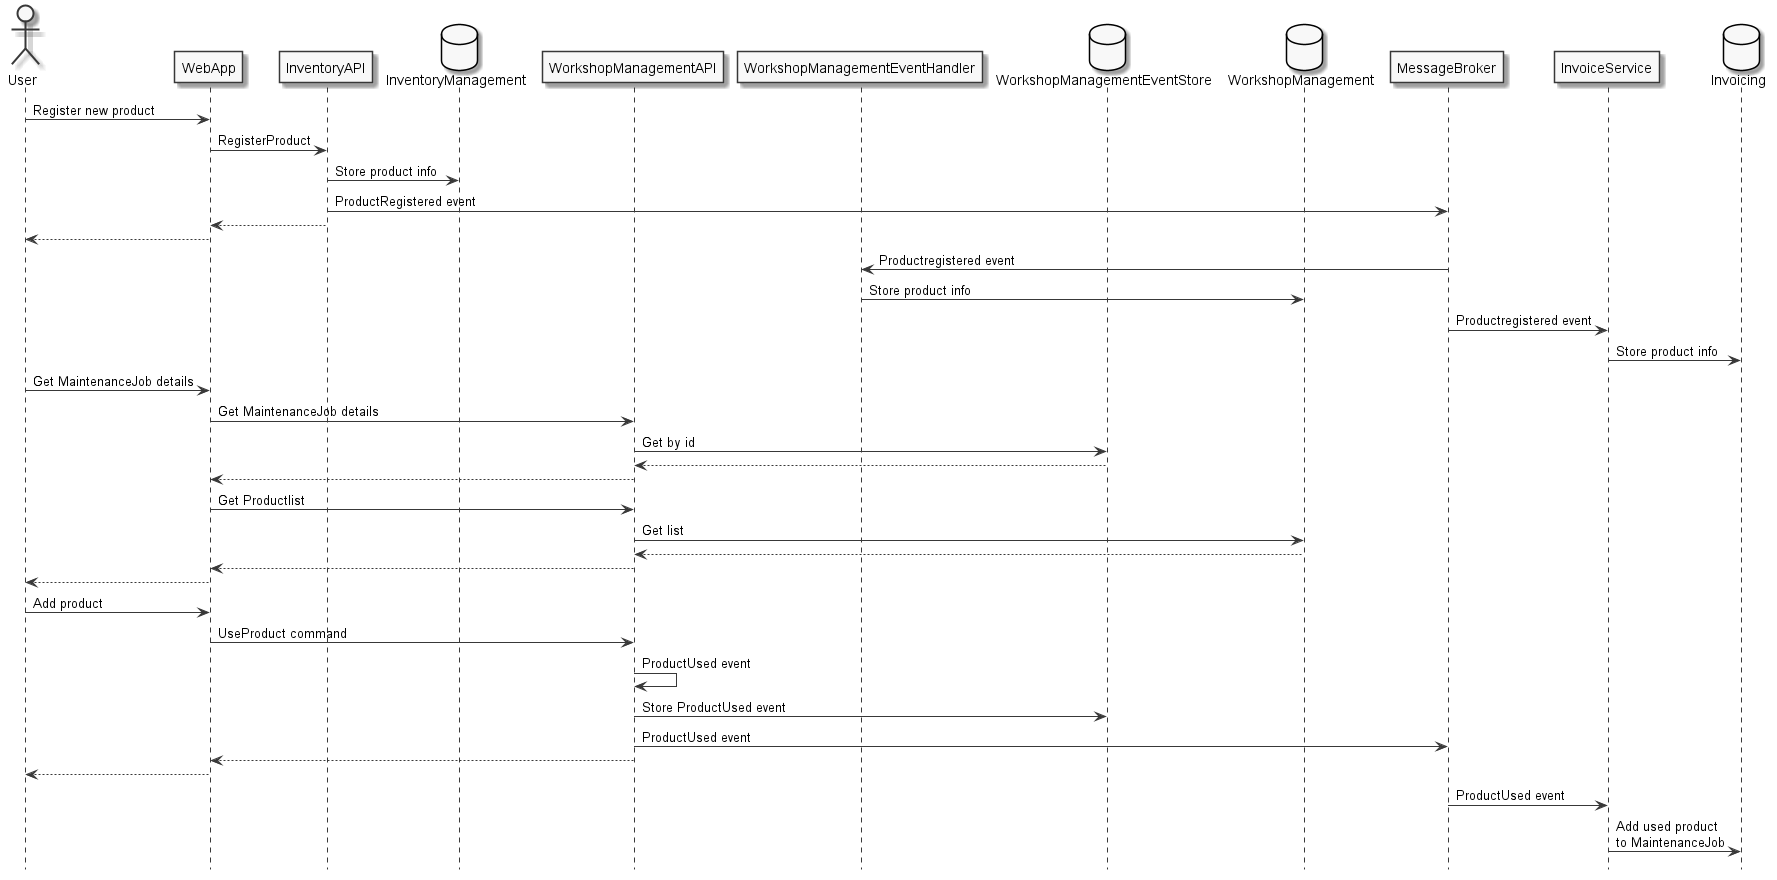 User
WebApp
InventoryAPI
InventoryManagement
WorkshopManagementAPI
WorkshopManagementEventHandler
WorkshopManagementEventStore
WorkshopManagement
MessageBroker
InvoiceService
Invoicing
Register new product
RegisterProduct
Store product info
ProductRegistered event
Productregistered event
Store product info
Productregistered event
Store product info
Get MaintenanceJob details
Get MaintenanceJob details
Get by id
Get Productlist
Get list
Add product
UseProduct command
ProductUsed event
Store ProductUsed event
ProductUsed event
ProductUsed event
Add used product
to MaintenanceJob